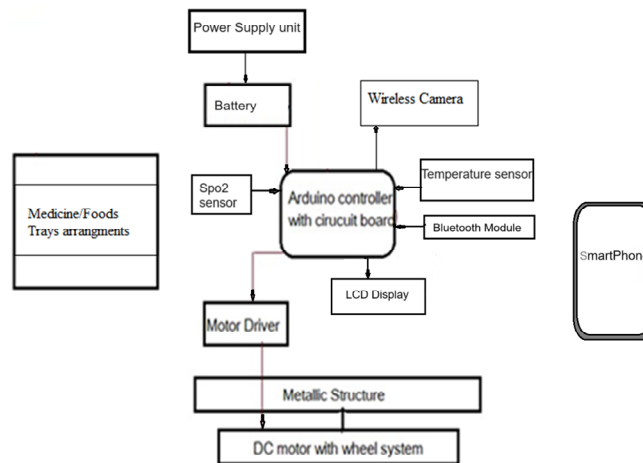 Power Supply unit
Battery
Wireless Camera
Spo2
sensor
Arduino controller
with cirucuit board
Temperature sensor
Bluetooth Module
Medicine/Foods
Trays arrangments
SmartPhone
LCD Display
Motor Driver
Metallic Structure
DC motor with wheel system